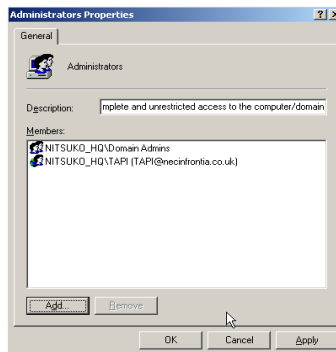 Administrators Properties
General
Administrators
Description: mplete and unrestricted access to the computer/domain
Members:
NITSUKO_HQ\Domain Admins
NITSUKO_HQ\TAPI (TAPI@necinfrontia.co.uk)
Add... Remove
OK Cancel Apply